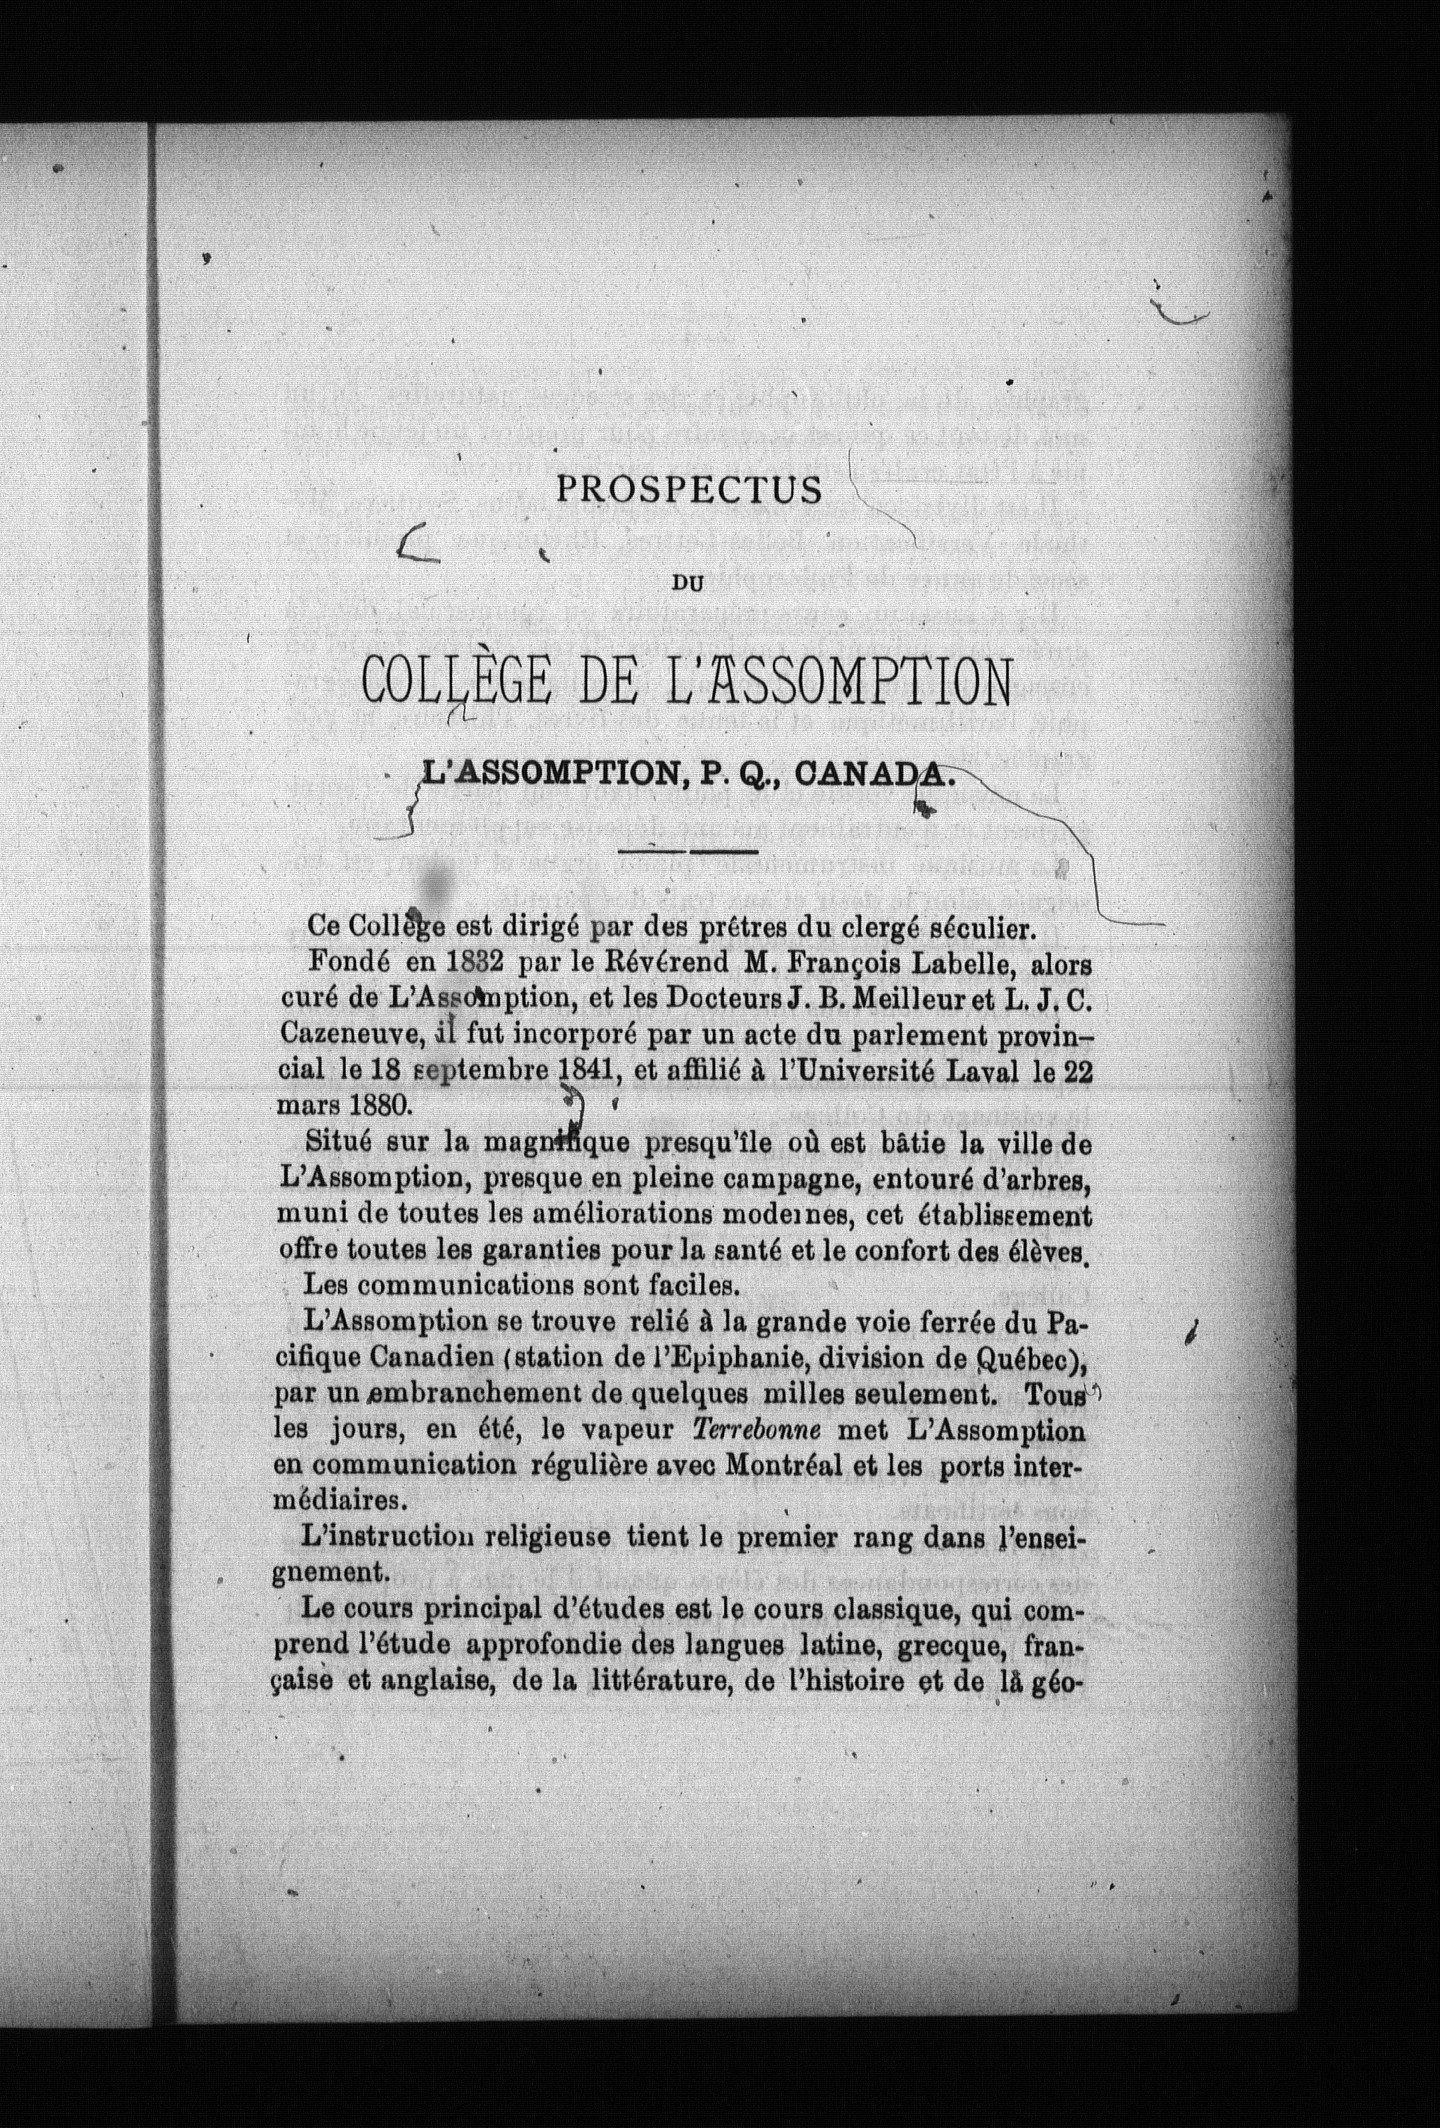 PROSPECTUS
DU
COLLÈGE DE L'ASSOMPTION
L'ASSOMPTION, P. Q., CANADA.
Ce Collège est dirigé par des prêtres du clergé séculier.
Fondé en 1832 par le Révérend M. François Labelle, alors
curé de L'Assomption, et les Docteurs J. B. Meilleur et L. J. C.
Cazeneuve, il fut incorporé par un acte du parlement provin-
cial le 18 septembre 1841, et affilié à l'Université Laval le 22
mars 1880.
Situé sur la magnifique presqu'île où est bâtie la ville de
L'Assomption, presque en pleine campagne, entouré d'arbres,
muni de toutes les améliorations modernes, cet établissement
offre toutes les garanties pour la santé et le confort des élèves.
Les communications sont faciles.
L'Assomption se trouve relié à la grande voie ferrée du Pa-
cifique Canadien (station de l'Epiphanie, division de Québec),
par un embranchement de quelques milles seulement. Tous
les jours, en été, le vapeur Terrebonne met L'Assomption
en communication régulière avec Montréal et les ports inter-
médiaires.
L'instruction religieuse tient le premier rang dans l'ensei-
gnement.
Le cours principal d'études est le cours classique, qui com-
prend l'étude approfondie des langues latine, grecque, fran-
çaise et anglaise, de la littérature, de l'histoire et de la géo-